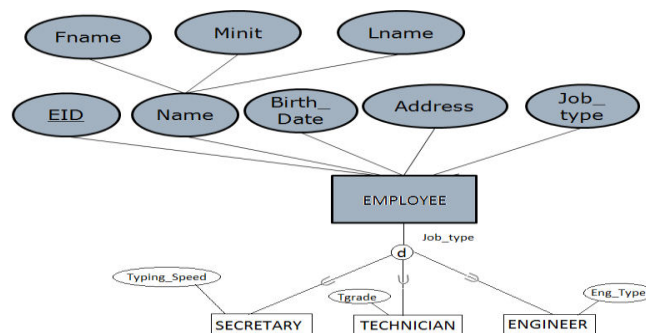 Fname
Minit
Lname
EID
Name
Birth_
Date
Address
Job_
type
EMPLOYEE
Job_type
d
Typing_Speed
Tgrade
Eng_Type
SECRETARY
TECHNICIAN
ENGINEER